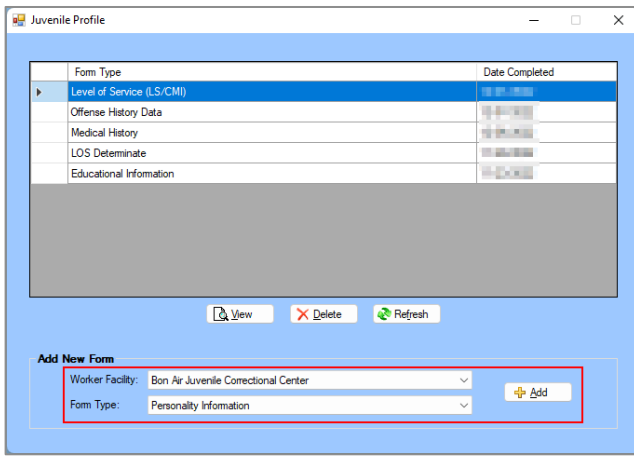 Juvenile Profile
Form Type Date Completed
Level of Service (LS/CMI)
Offense History Data
Medical History
LOS Determinate
Educational Information
View Delete Refresh
Add New Form
Worker Facility: Bon Air Juvenile Correctional Center
Add
Form Type: Personality Information